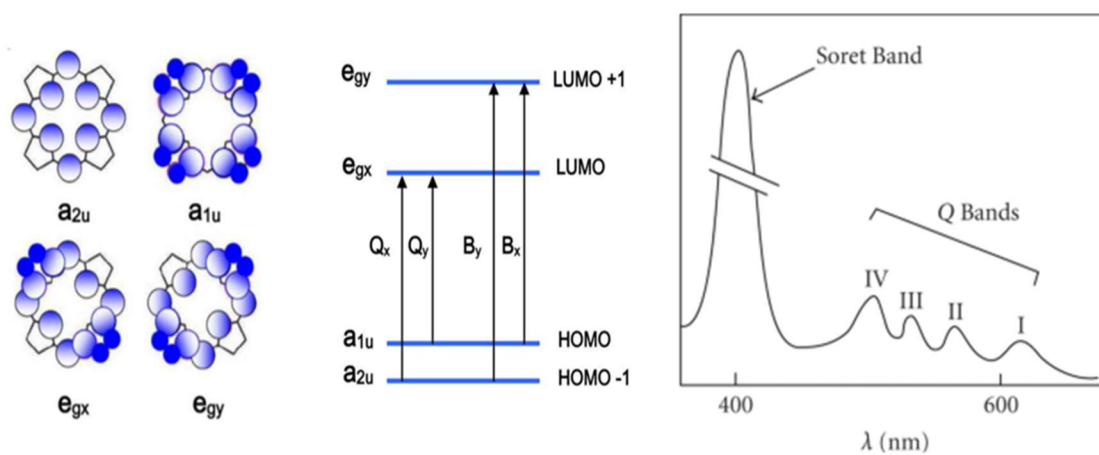 a2u
a1u
egx
egy
egy
LUMO +1
egx
LUMO
Qx
Qy
By
Bx
a1u
HOMO
a2u
HOMO -1
Soret Band
Q Bands
IV
III
II
I
400
600
λ (nm)